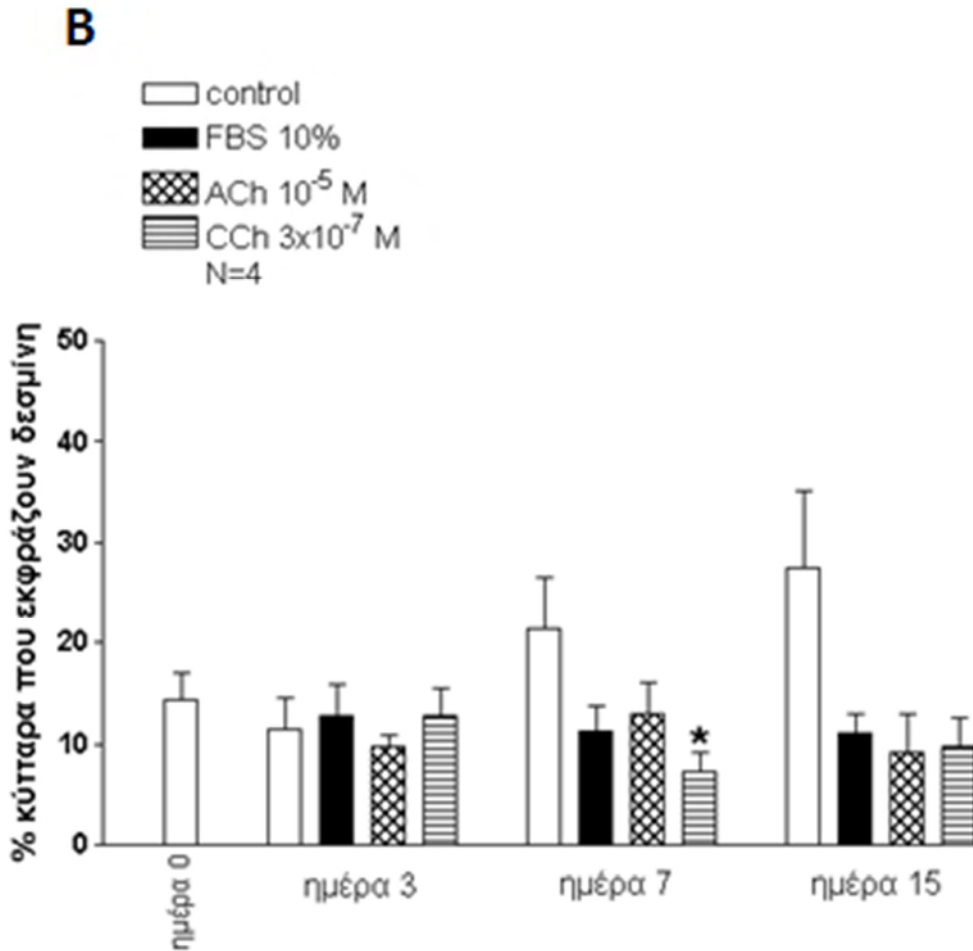 B
control
FBS 10%
ACh 10⁻⁵ M
CCh 3x10⁻⁷ M
N=4
% κύτταρα που εκφράζουν δεσμίνη
50
40
30
20
10
0
*
ημέρα 0
ημέρα 3
ημέρα 7
ημέρα 15